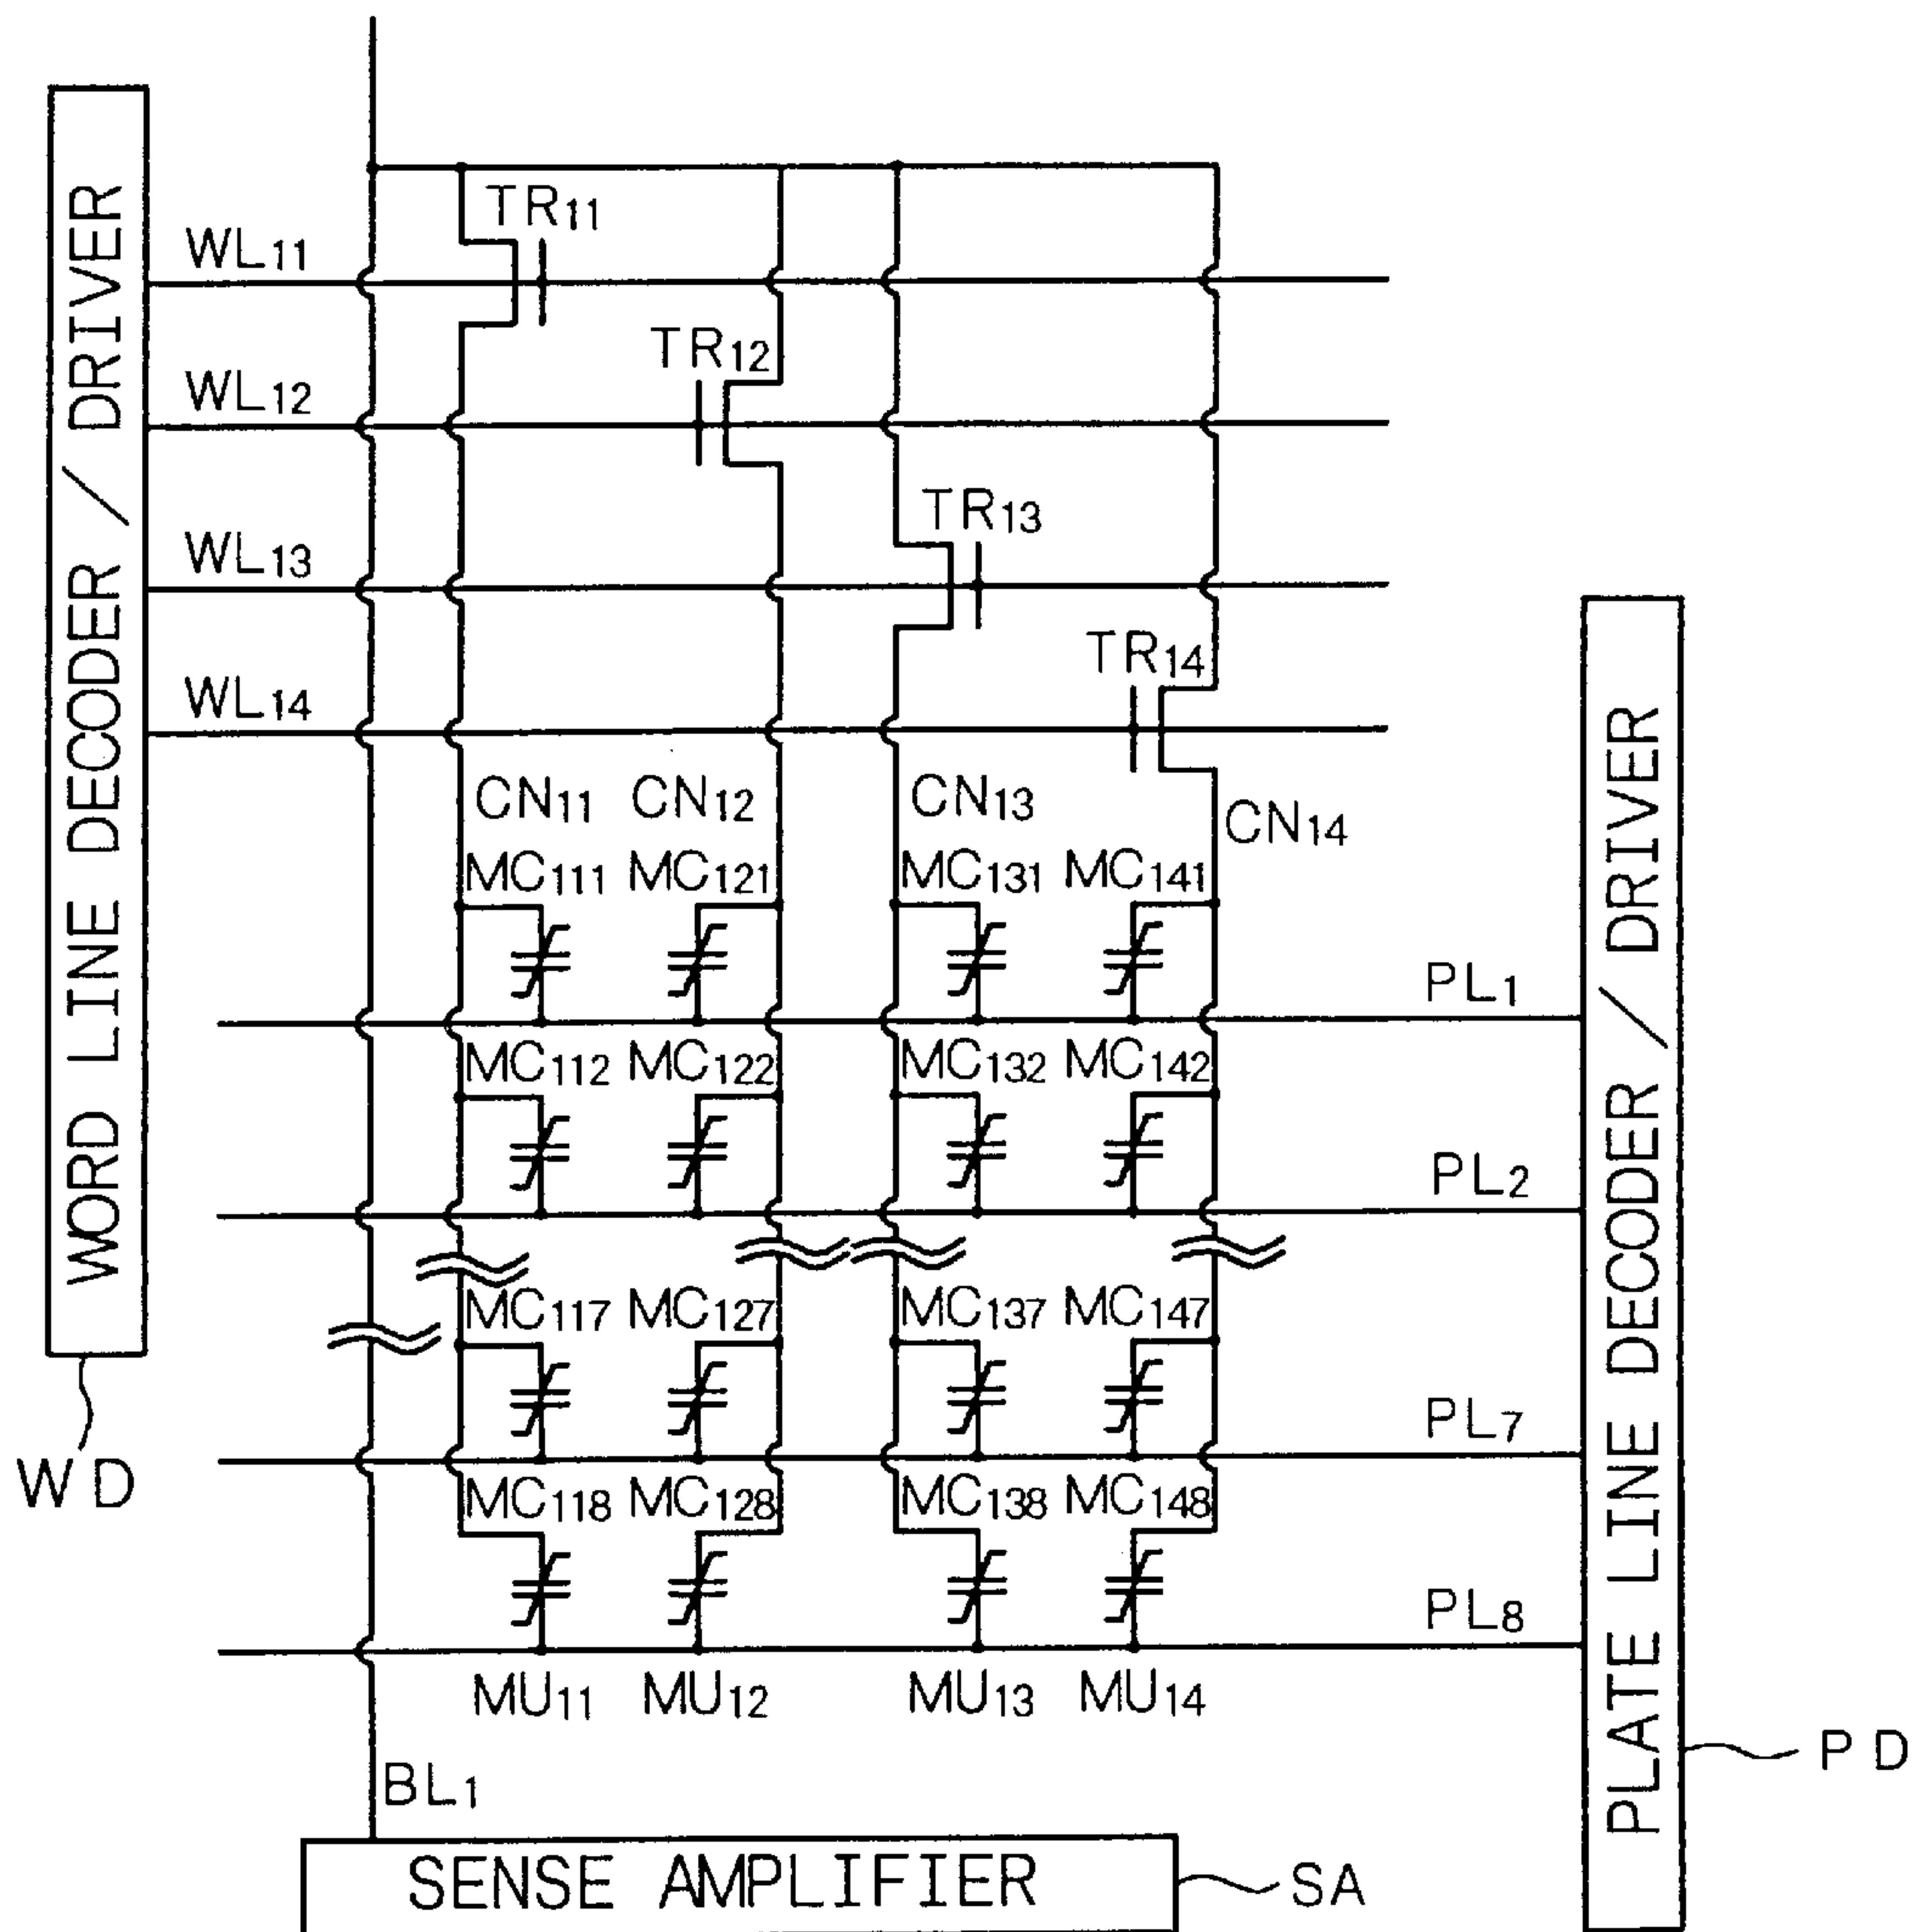 WORD LINE DECODER / DRIVER
WD
WL11
WL12
WL13
WL14
TR11
TR12
TR13
TR14
CN11 CN12 CN13 CN14
MC111 MC121 MC131 MC141
PL1
MC112 MC122 MC132 MC142
PL2
MC117 MC127 MC137 MC147
PL7
MC118 MC128 MC138 MC148
PL8
MU11 MU12 MU13 MU14
BL1
SENSE AMPLIFIER
SA
PLATE LINE DECODER / DRIVER
PD